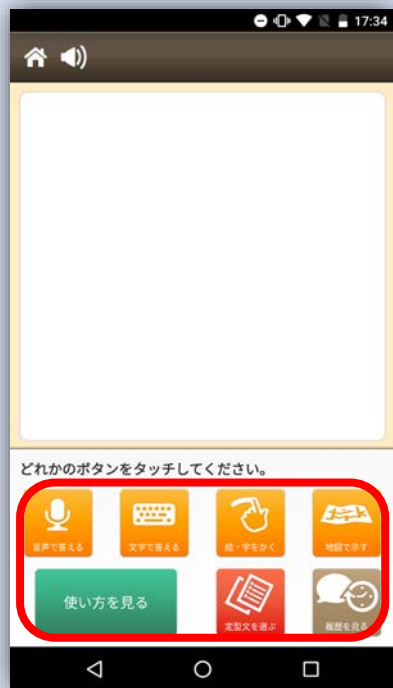 17:34
どれかのボタンをタッチしてください。
音声で答える 文字で答える 絵・字をかく 地図で示す
使い方を見る 定型文を選ぶ 履歴を見る